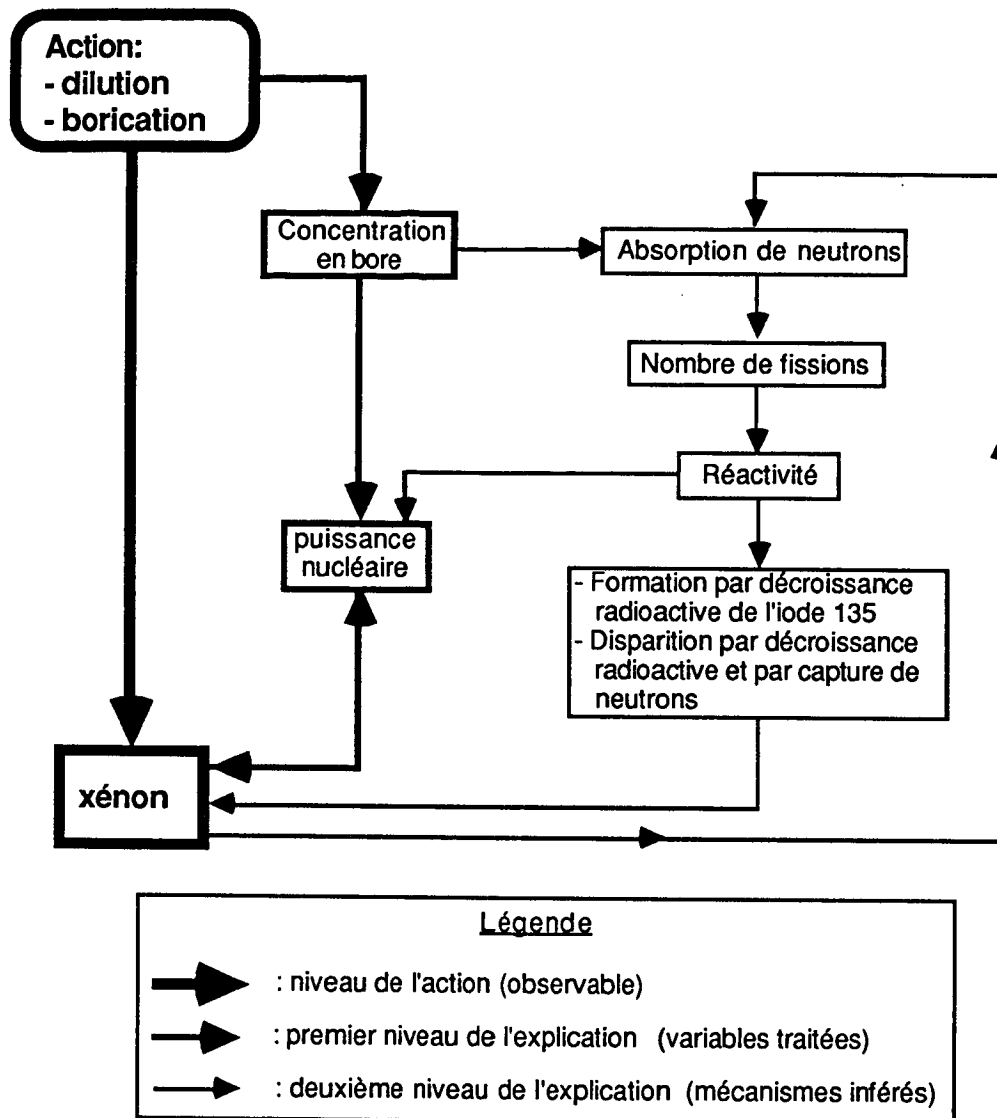 Action:
- dilution
- borication
Concentration
en bore
Absorption de neutrons
Nombre de fissions
Réactivité
puissance
nucléaire
- Formation par décroissance
radioactive de l'iode 135
- Disparition par décroissance
radioactive et par capture de
neutrons
xénon
Légende
: niveau de l'action (observable)
: premier niveau de l'explication (variables traitées)
: deuxième niveau de l'explication (mécanismes inférés)